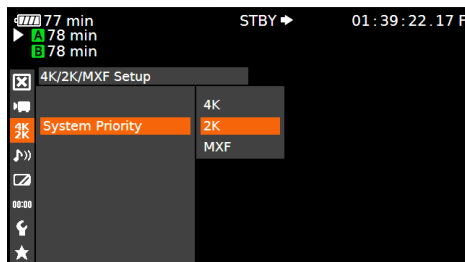 77 min STBY 01:39:22.17 F
A 78 min
B 78 min
4K/2K/MXF Setup
4K
4K 2K System Priority 2K
MXF
00:00